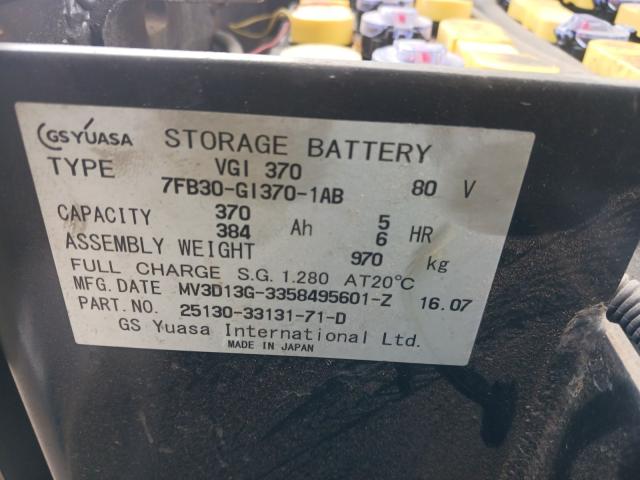 GS YUASA STORAGE BATTERY
TYPE VGI 370
7FB30-GI370-1AB 80 V
CAPACITY 370 Ah 5 HR
384 6
ASSEMBLY WEIGHT 970 kg
FULL CHARGE S.G. 1.280 AT20°C
MFG. DATE MV3D13G-3358495601-Z 16.07
PART. NO. 25130-33131-71-D
GS Yuasa International Ltd.
MADE IN JAPAN